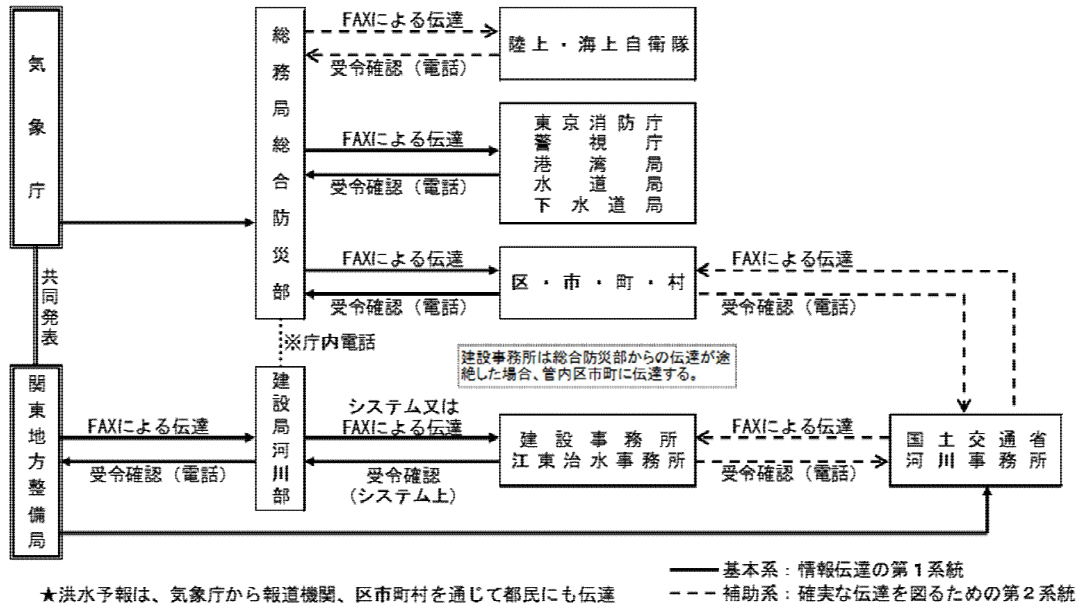 気象庁
共同発表
関東地方整備局
総務局総合防災部
※庁内電話
建設局河川部
FAXによる伝達
受令確認（電話）
陸上・海上自衛隊
FAXによる伝達
受令確認（電話）
東京消防庁
警視庁
港湾局
水道局
下水道局
FAXによる伝達
受令確認（電話）
区・市・町・村
FAXによる伝達
受令確認（電話）
建設事務所は総合防災部からの伝達が途
絶した場合、管内区市町に伝達する。
FAXによる伝達
受令確認（電話）
システム又は
FAXによる伝達
受令確認
（システム上）
建設事務所
江東治水事務所
FAXによる伝達
受令確認（電話）
国土交通省
河川事務所
基本系：情報伝達の第１系統
補助系：確実な伝達を図るための第２系統
★洪水予報は、気象庁から報道機関、区市町村を通じて都民にも伝達